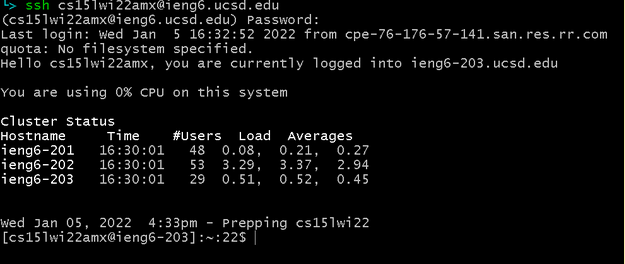 ↳ ssh cs15lwi22amx@ieng6.ucsd.edu
(cs15lwi22amx@ieng6.ucsd.edu) Password:
Last login: Wed Jan  5 16:32:52 2022 from cpe-76-176-57-141.san.res.rr.com
quota: No filesystem specified.
Hello cs15lwi22amx, you are currently logged into ieng6-203.ucsd.edu
You are using 0% CPU on this system
Cluster Status
Hostname     Time    #Users  Load  Averages
ieng6-201   16:30:01   48  0.08,  0.21,  0.27
ieng6-202   16:30:01   53  3.29,  3.37,  2.94
ieng6-203   16:30:01   29  0.51,  0.52,  0.45
Wed Jan 05, 2022  4:33pm - Prepping cs15lwi22
[cs15lwi22amx@ieng6-203]:~:22$